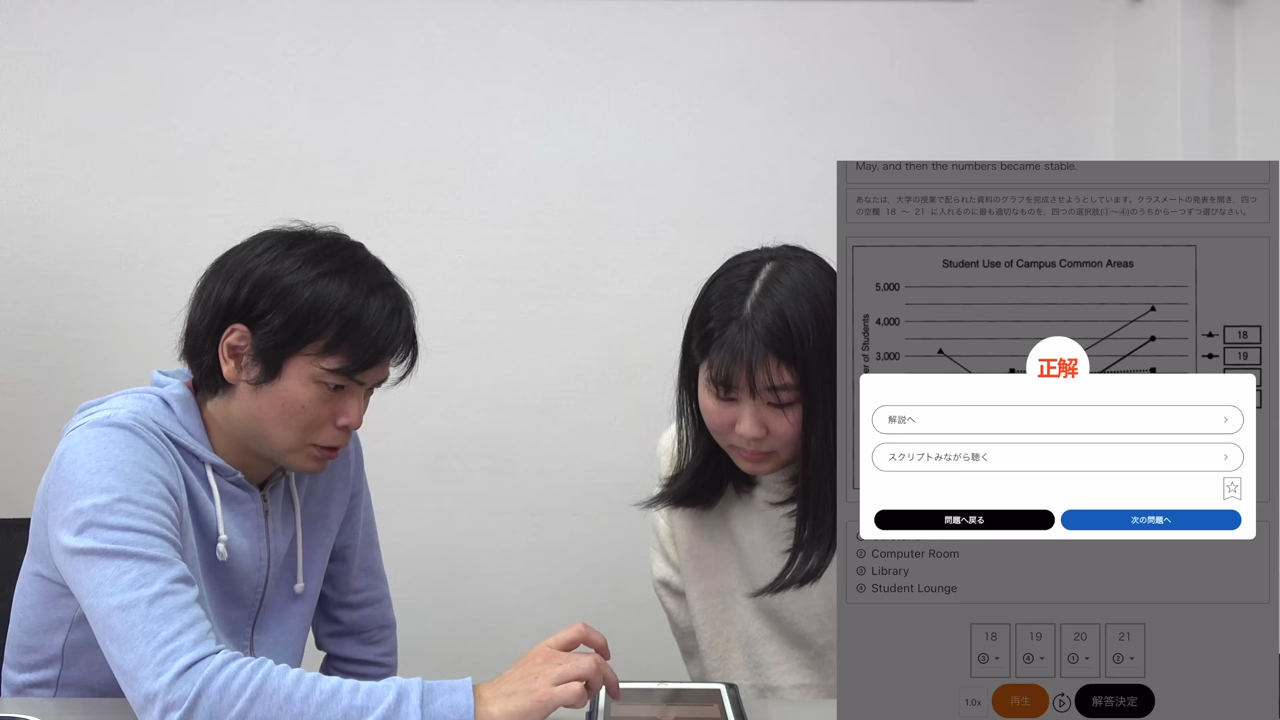 May, and then the numbers became stable.
あなたは、大学の授業で配られた資料のグラフを完成させようとしています。クラスメートの発表を聞き、四つ
の空欄 18 ～ 21 に入れるのに最も適切なものを、四つの選択肢(①～④)のうちから一つずつ選びなさい。
Student Use of Campus Common Areas
5,000
4,000
3,000
er of Students
18
19
正解
解説へ
スクリプトみながら聴く
問題へ戻る
次の問題へ
② Computer Room
③ Library
④ Student Lounge
18 19 20 21
③ ④ ① ②
1.0x 再生 解答決定